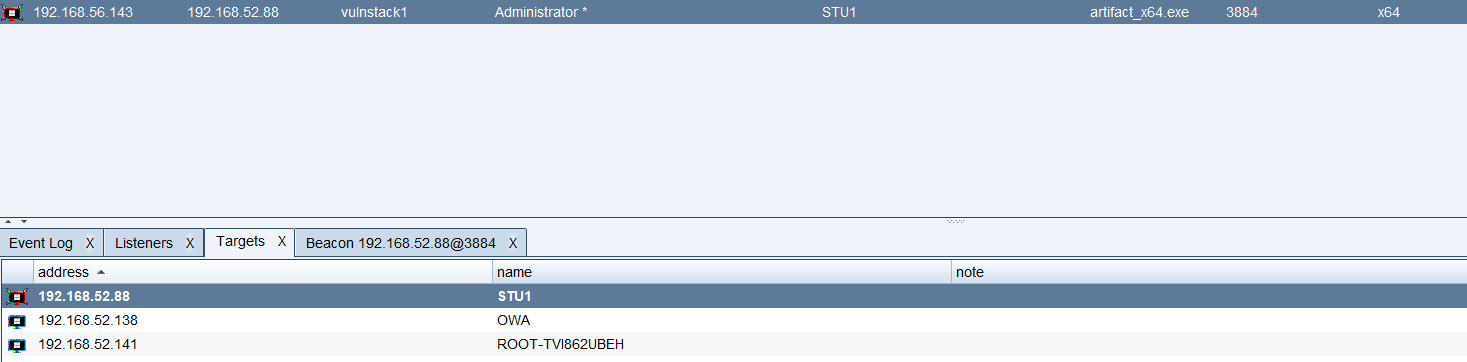 192.168.56.143 192.168.52.88 vulnstack1 Administrator * STU1 artifact_x64.exe 3884 x64
Event Log X Listeners X Targets X Beacon 192.168.52.88@3884 X
address name note
192.168.52.88 STU1
192.168.52.138 OWA
192.168.52.141 ROOT-TVI862UBEH